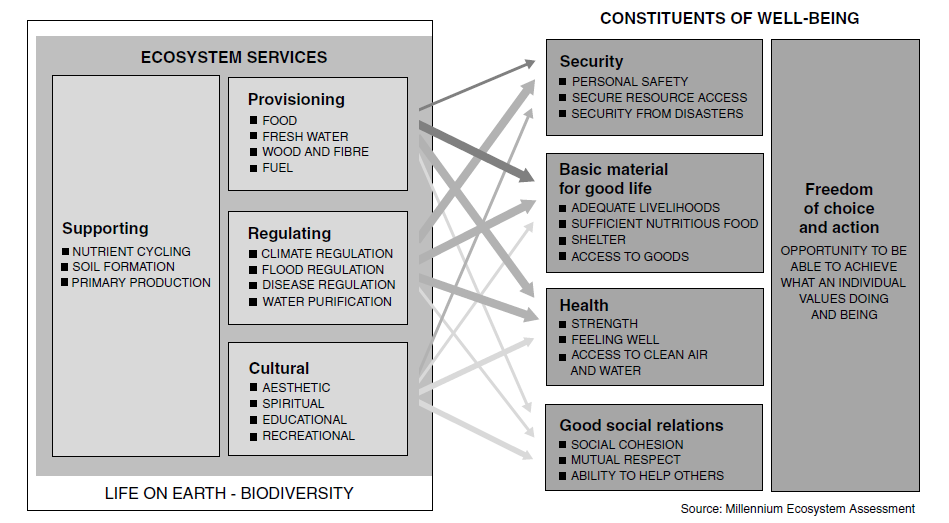 CONSTITUENTS OF WELL-BEING
ECOSYSTEM SERVICES
Supporting
NUTRIENT CYCLING
SOIL FORMATION
PRIMARY PRODUCTION
Provisioning
FOOD
FRESH WATER
WOOD AND FIBRE
FUEL
Regulating
CLIMATE REGULATION
FLOOD REGULATION
DISEASE REGULATION
WATER PURIFICATION
Cultural
AESTHETIC
SPIRITUAL
EDUCATIONAL
RECREATIONAL
LIFE ON EARTH - BIODIVERSITY
Security
PERSONAL SAFETY
SECURE RESOURCE ACCESS
SECURITY FROM DISASTERS
Basic material
for good life
ADEQUATE LIVELIHOODS
SUFFICIENT NUTRITIOUS FOOD
SHELTER
ACCESS TO GOODS
Health
STRENGTH
FEELING WELL
ACCESS TO CLEAN AIR
AND WATER
Good social relations
SOCIAL COHESION
MUTUAL RESPECT
ABILITY TO HELP OTHERS
Freedom
of choice
and action
OPPORTUNITY TO BE
ABLE TO ACHIEVE
WHAT AN INDIVIDUAL
VALUES DOING
AND BEING
Source: Millennium Ecosystem Assessment